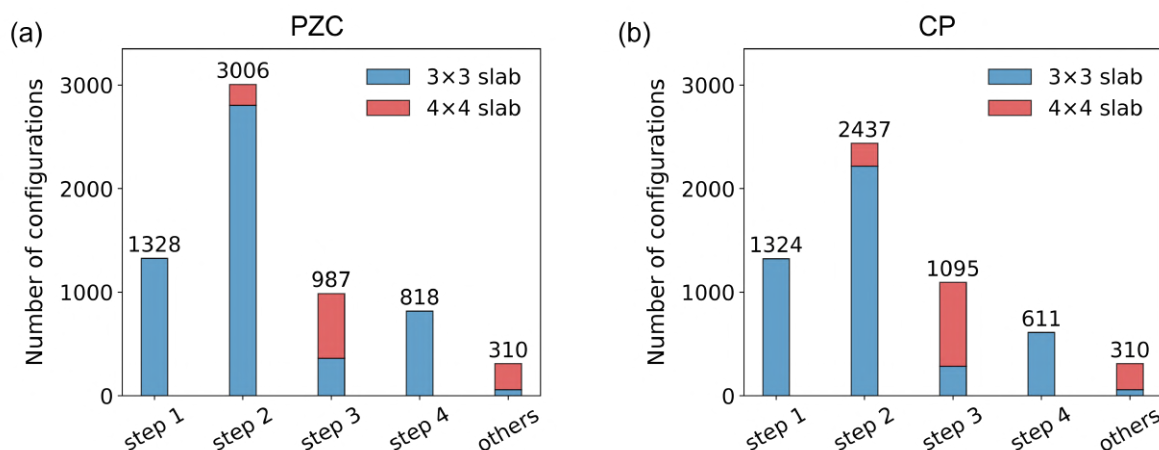 (a)
PZC
Number of configurations
3000
2000
1000
0
3×3 slab
4×4 slab
1328
3006
987
818
310
step 1
step 2
step 3
step 4
others
(b)
CP
Number of configurations
3000
2000
1000
0
3×3 slab
4×4 slab
1324
2437
1095
611
310
step 1
step 2
step 3
step 4
others